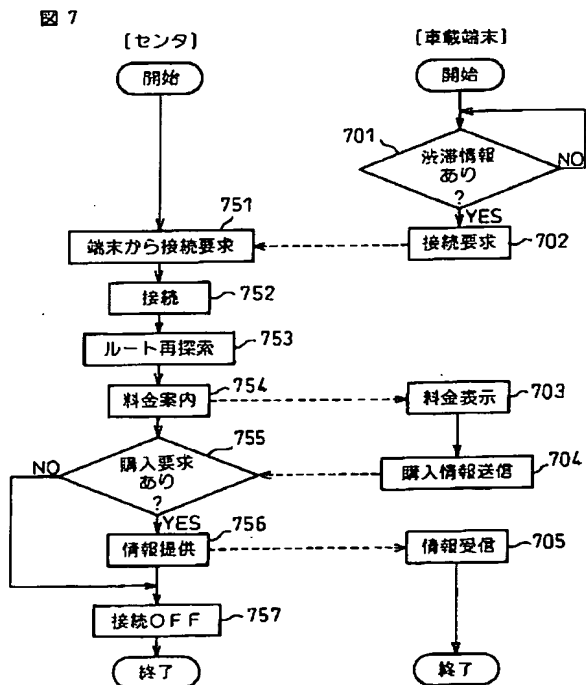 図 7
[センタ]
[車載端末]
開始
開始
701
渋滞情報
あり
?
NO
YES
751
端末から接続要求
接続要求
702
接続
752
ルート再探索
753
料金案内
754
料金表示
703
755
購入要求
あり
?
NO
YES
購入情報送信
704
756
情報提供
情報受信
705
接続OFF
757
終了
終了